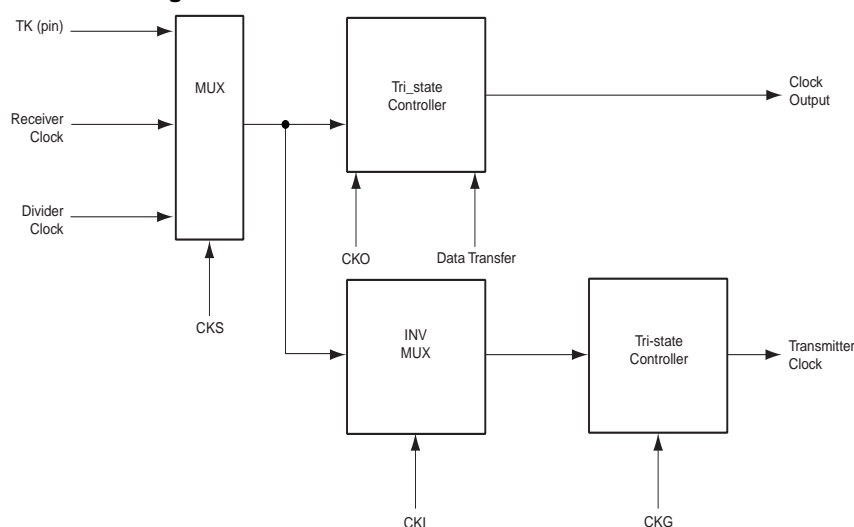 TK (pin)
MUX
Tri_state
Controller
Clock
Output
Receiver
Clock
Divider
Clock
CKO
Data Transfer
CKS
INV
MUX
Tri-state
Controller
Transmitter
Clock
CKI
CKG